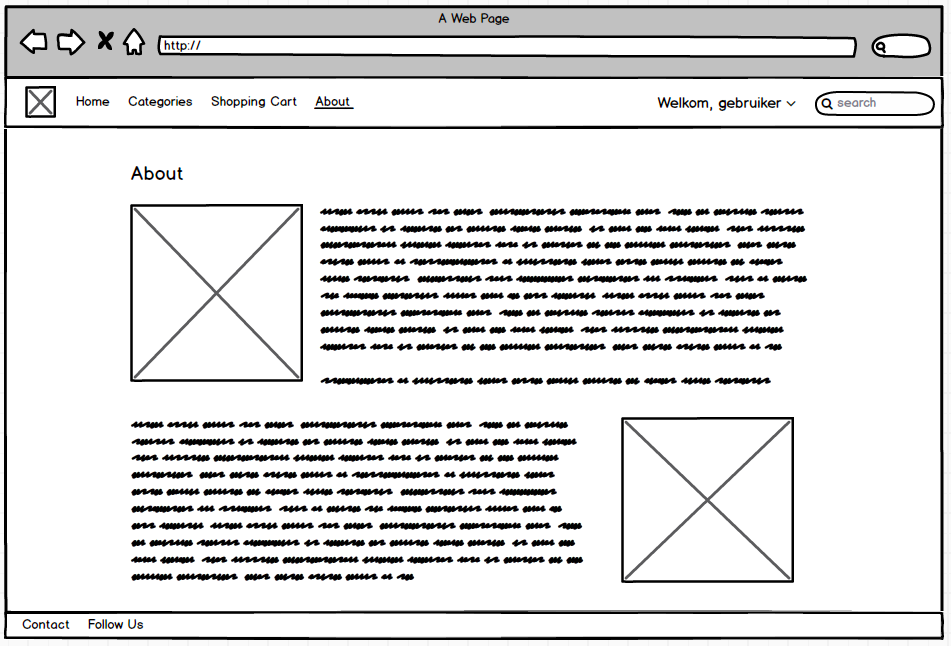 A Web Page
http://
Home Categories Shopping Cart About Welkom, gebruiker search
About
Contact Follow Us